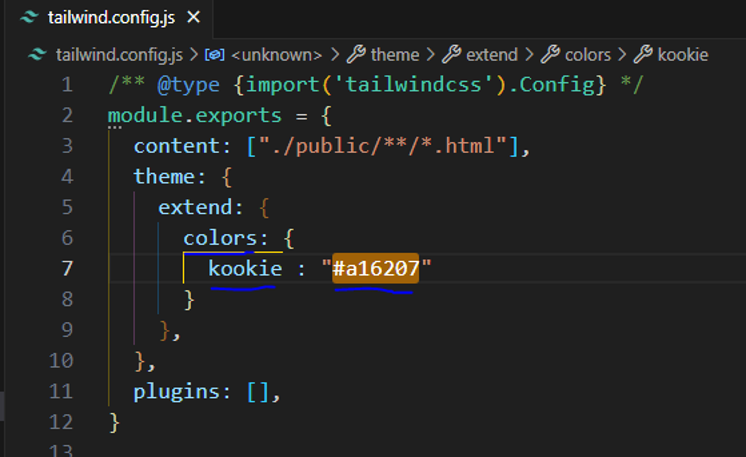 tailwind.config.js ×
tailwind.config.js > <unknown> > theme > extend > colors > kookie
1 /** @type {import('tailwindcss').Config} */
2 module.exports = {
3 content: ["./public/**/*.html"],
4 theme: {
5 extend: {
6 colors: {
7 kookie : "#a16207"
8 }
9 },
10 },
11 plugins: [],
12 }
13